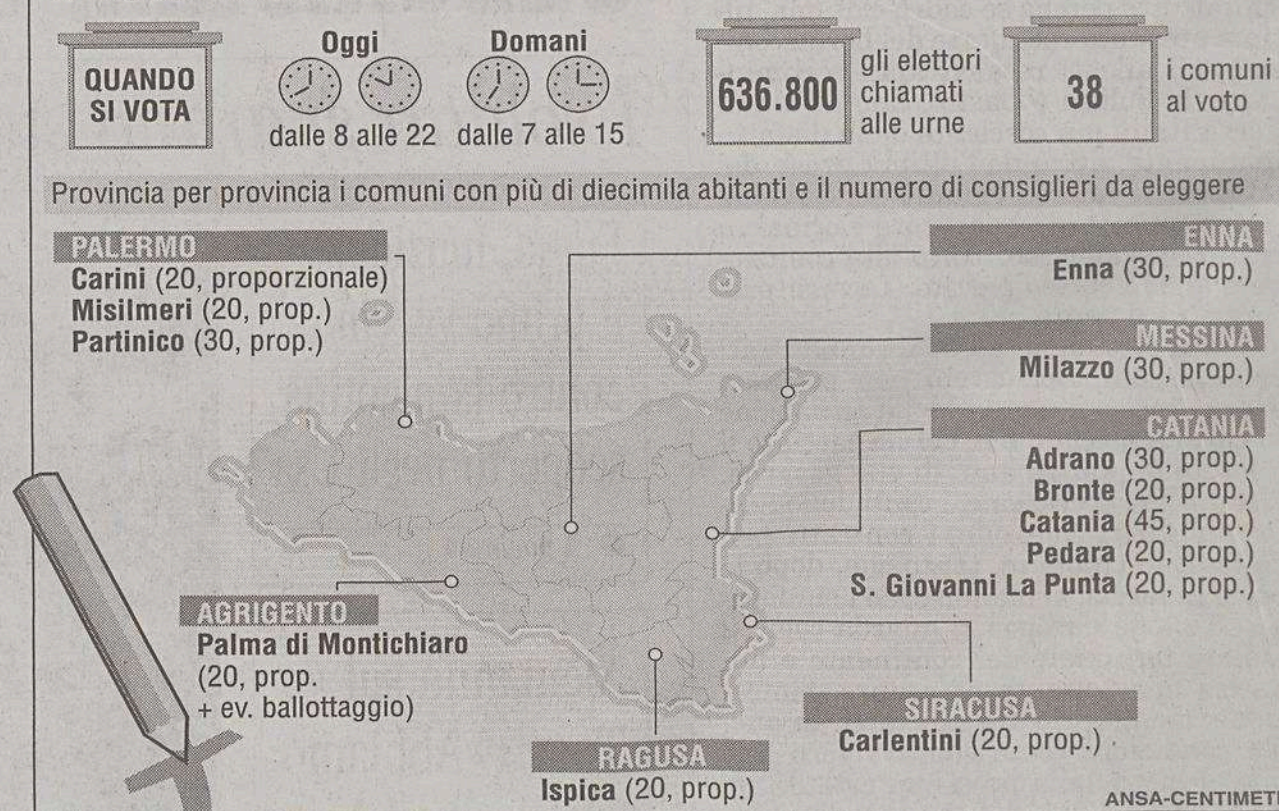 QUANDO
SI VOTA
Oggi
dalle 8 alle 22
Domani
dalle 7 alle 15
636.800
gli elettori
chiamati
alle urne
38
i comuni
al voto
Provincia per provincia i comuni con più di diecimila abitanti e il numero di consiglieri da eleggere
PALERMO
Carini (20, proporzionale)
Misilmeri (20, prop.)
Partinico (30, prop.)
ENNA
Enna (30, prop.)
MESSINA
Milazzo (30, prop.)
CATANIA
Adrano (30, prop.)
Bronte (20, prop.)
Catania (45, prop.)
Pedara (20, prop.)
S. Giovanni La Punta (20, prop.)
AGRIGENTO
Palma di Montichiaro
(20, prop.
+ ev. ballottaggio)
SIRACUSA
Carlentini (20, prop.)
RAGUSA
Ispica (20, prop.)
ANSA-CENTIMETR